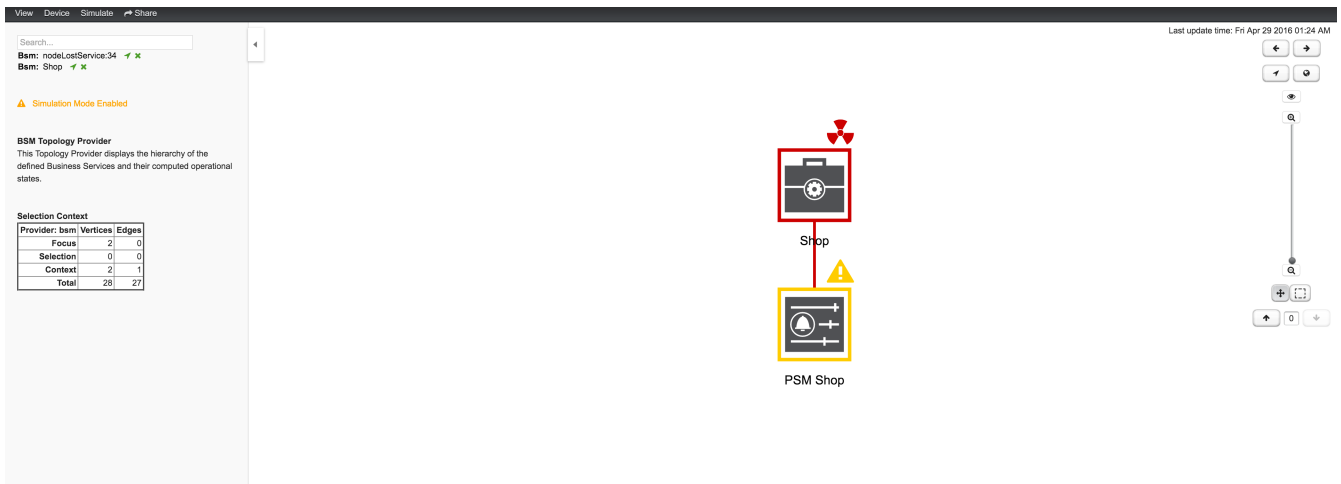 View Device Simulate Share
Last update time: Fri Apr 29 2016 01:24 AM
Search...
Bsm: nodeLostService:34
Bsm: Shop
Simulation Mode Enabled
BSM Topology Provider
This Topology Provider displays the hierarchy of the
defined Business Services and their computed operational
states.
Selection Context
Provider: bsm Vertices Edges
Focus 2 0
Selection 0 0
Context 2 1
Total 28 27
Shop
PSM Shop
0